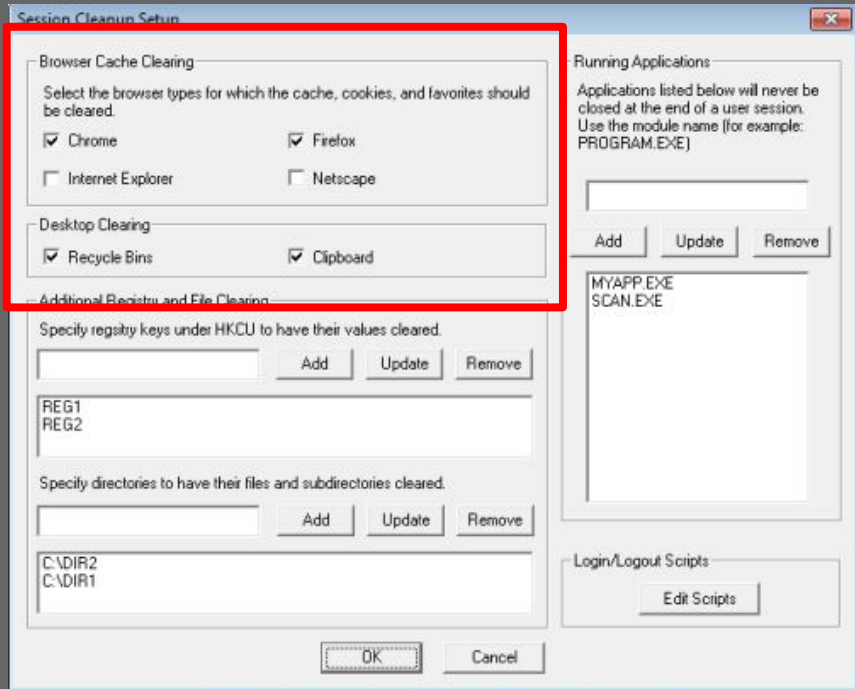 Session Cleanup Setup
Browser Cache Clearing
Select the browser types for which the cache, cookies, and favorites should
be cleared.
Chrome
Firefox
Internet Explorer
Netscape
Desktop Clearing
Recycle Bins
Clipboard
Additional Registry and File Clearing
Specify regsitry keys under HKCU to have their values cleared.
Add
Update
Remove
REG1
REG2
Specify directories to have their files and subdirectories cleared.
Add
Update
Remove
C:\DIR2
C:\DIR1
Running Applications
Applications listed below will never be
closed at the end of a user session.
Use the module name (for example:
PROGRAM.EXE)
Add
Update
Remove
MYAPP.EXE
SCAN.EXE
Login/Logout Scripts
Edit Scripts
OK
Cancel